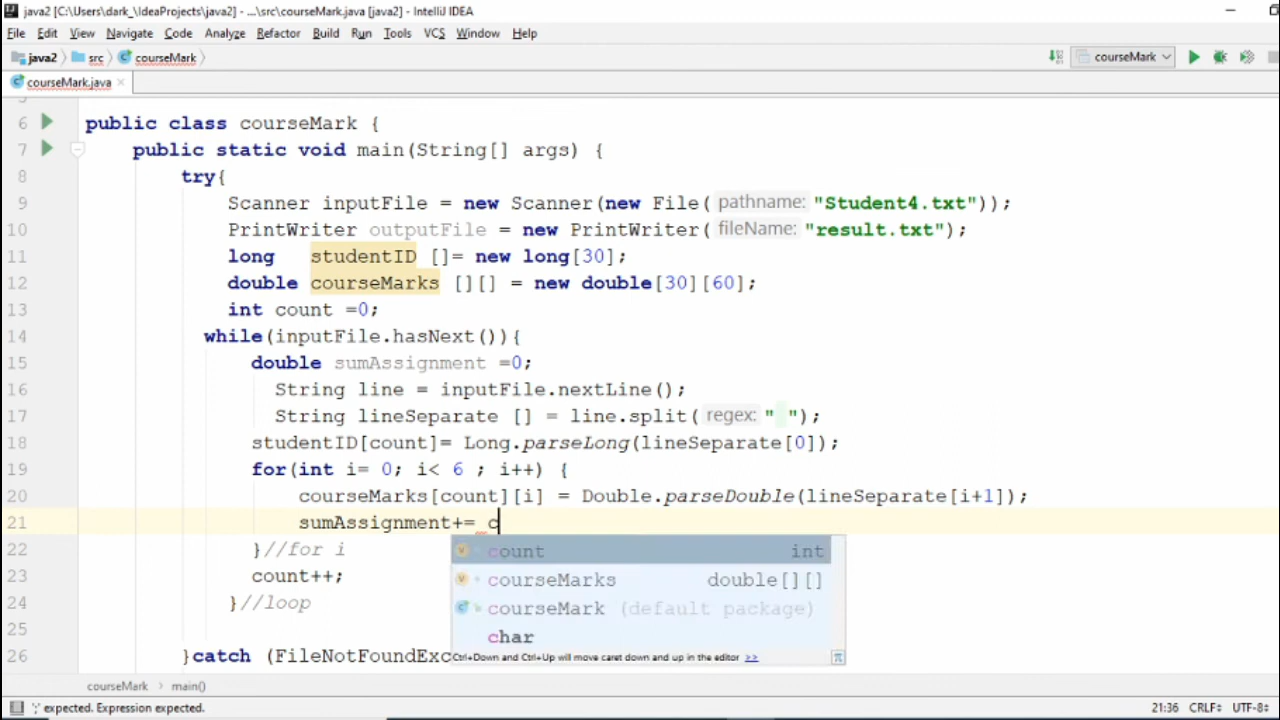 java2 [C:\Users\dark_\IdeaProjects\java2] - ...\src\courseMark.java [java2] - IntelliJ IDEA
File Edit View Navigate Code Analyze Refactor Build Run Tools VCS Window Help
java2 src courseMark courseMark
courseMark.java
5
6 public class courseMark {
7 public static void main(String[] args) {
8 try{
9 Scanner inputFile = new Scanner(new File( pathname: "Student4.txt"));
10 PrintWriter outputFile = new PrintWriter( fileName: "result.txt");
11 long studentID []= new long[30];
12 double courseMarks [][] = new double[30][60];
13 int count =0;
14 while(inputFile.hasNext()){
15 double sumAssignment =0;
16 String line = inputFile.nextLine();
17 String lineSeparate [] = line.split( regex: " ");
18 studentID[count]= Long.parseLong(lineSeparate[0]);
19 for(int i= 0; i< 6 ; i++) {
20 courseMarks[count][i] = Double.parseDouble(lineSeparate[i+1]);
21 sumAssignment+= c
22 }//for i
23 count++;
24 }//loop
25
26 }catch (FileNotFoundExc
count int
courseMarks double[][]
courseMark (default package)
char
Ctrl+Down and Ctrl+Up will move caret down and up in the editor >>
courseMark main()
';' expected. Expression expected. 21:36 CRLF UTF-8